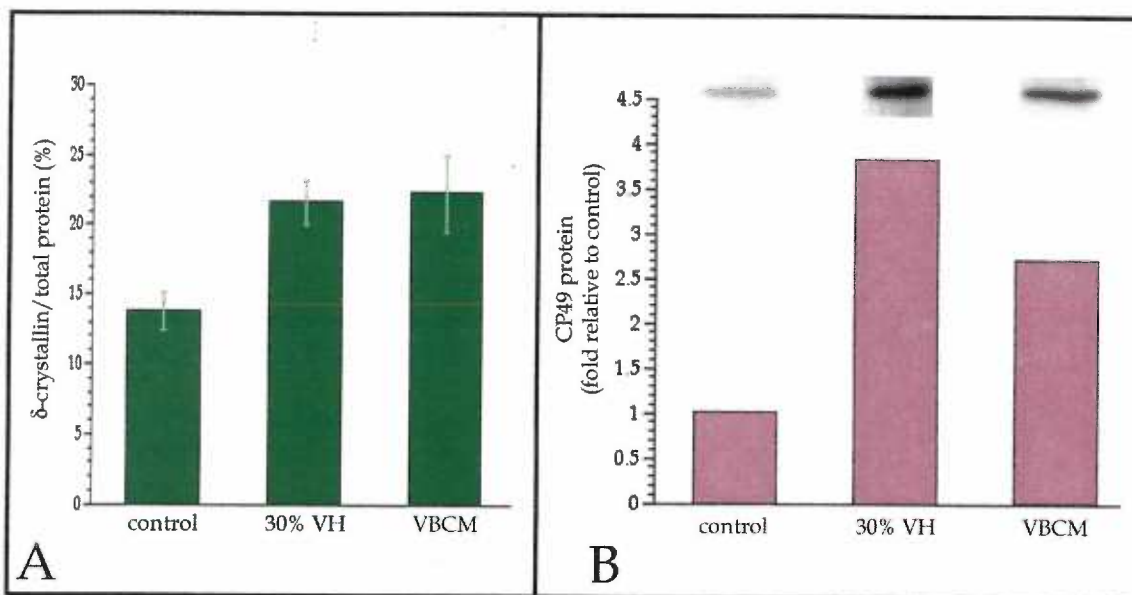 30
25
20
15
10
5
0
δ-crystallin/total protein (%)
control 30% VH VBCM
A
4.5
4
3.5
3
2.5
2
1.5
1
0.5
0
CP49 protein
(fold relative to control)
control 30% VH VBCM
B